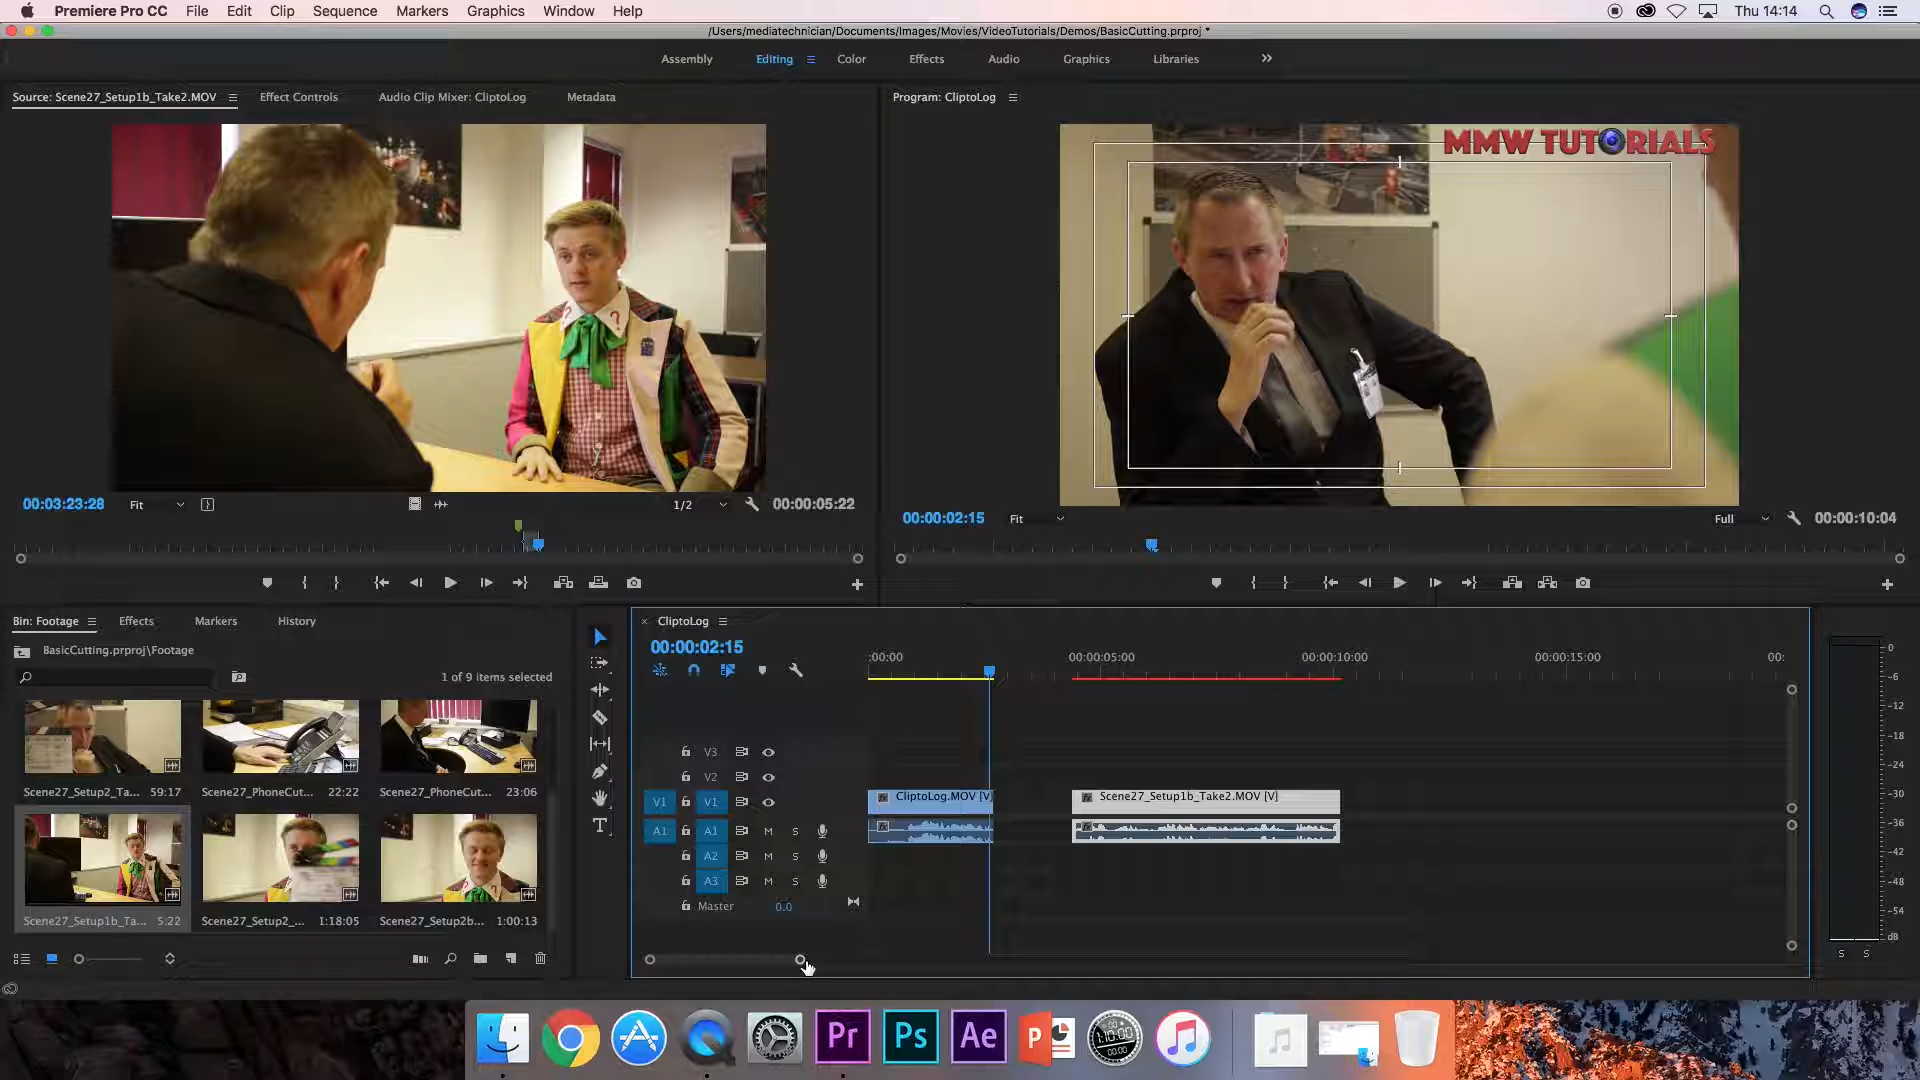 Premiere Pro CC File Edit Clip Sequence Markers Graphics Window Help Thu 14:14
/Users/mediatechnician/Documents/Images/Movies/VideoTutorials/Demos/BasicCutting.prproj *
Assembly Editing Color Effects Audio Graphics Libraries
Source: Scene27_Setup1b_Take2.MOV Effect Controls Audio Clip Mixer: CliptoLog Metadata
Program: CliptoLog
MMW TUTORIALS
00:03:23:28 Fit 1/2 00:00:05:22
00:00:02:15 Fit Full 00:00:10:04
Bin: Footage Effects Markers History
BasicCutting.prproj\Footage
1 of 9 items selected
Scene27_Setup2_Ta... 59:17
Scene27_PhoneCut... 22:22
Scene27_PhoneCut... 23:06
Scene27_Setup1b_Ta... 5:22
Scene27_Setup2_... 1:18:05
Scene27_Setup2b... 1:00:13
CliptoLog
00:00:02:15
:00:00 00:00:05:00 00:00:10:00 00:00:15:00 00:
V3
V2
V1 V1
CliptoLog.MOV [V]
Scene27_Setup1b_Take2.MOV [V]
A1 A1 M S
A2 M S
A3 M S
Master 0.0
0
-6
-12
-18
-24
-30
-36
-42
-48
-54
dB
S S
Pr Ps Ae P